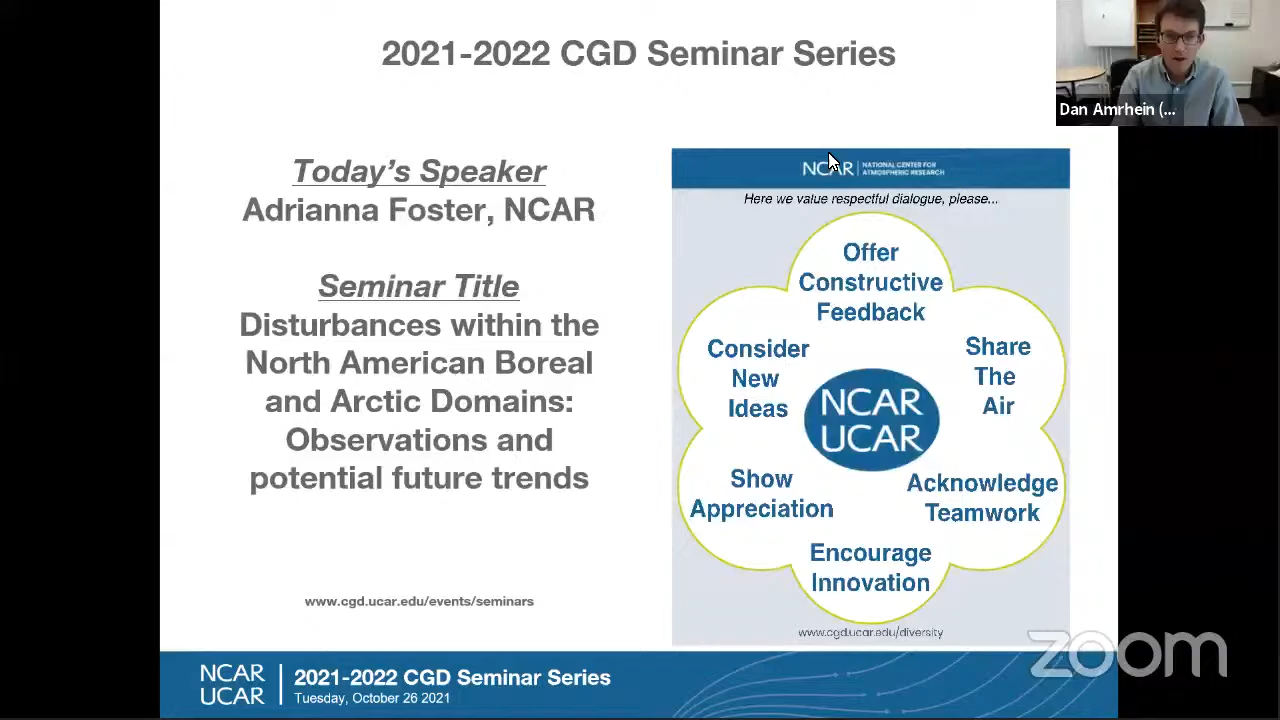 2021-2022 CGD Seminar Series
Dan Amrhein (...
Today's Speaker
Adrianna Foster, NCAR
Seminar Title
Disturbances within the
North American Boreal
and Arctic Domains:
Observations and
potential future trends
www.cgd.ucar.edu/events/seminars
NCAR
NATIONAL CENTER FOR
ATMOSPHERIC RESEARCH
Here we value respectful dialogue, please...
Offer
Constructive
Feedback
Consider
New
Ideas
Share
The
Air
NCAR
UCAR
Show
Appreciation
Acknowledge
Teamwork
Encourage
Innovation
www.cgd.ucar.edu/diversity
zoom
NCAR
UCAR
2021-2022 CGD Seminar Series
Tuesday, October 26 2021